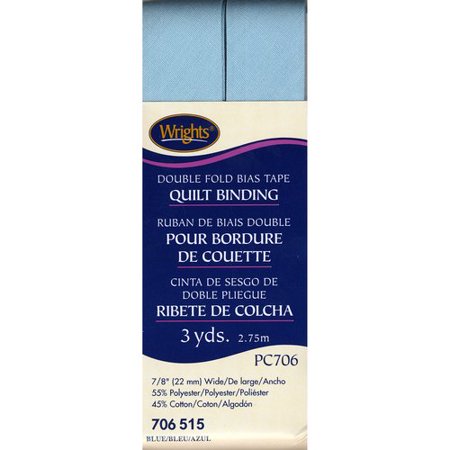 Wrights®
DOUBLE FOLD BIAS TAPE
QUILT BINDING
RUBAN DE BIAIS DOUBLE
POUR BORDURE
DE COUETTE
CINTA DE SESGO DE
DOBLE PLIEGUE
RIBETE DE COLCHA
3 yds. 2.75m
PC706
7/8" (22 mm) Wide/De large/Ancho
55% Polyester/Polyester/Poliéster
45% Cotton/Coton/Algodón
706 515
BLUE/BLEU/AZUL